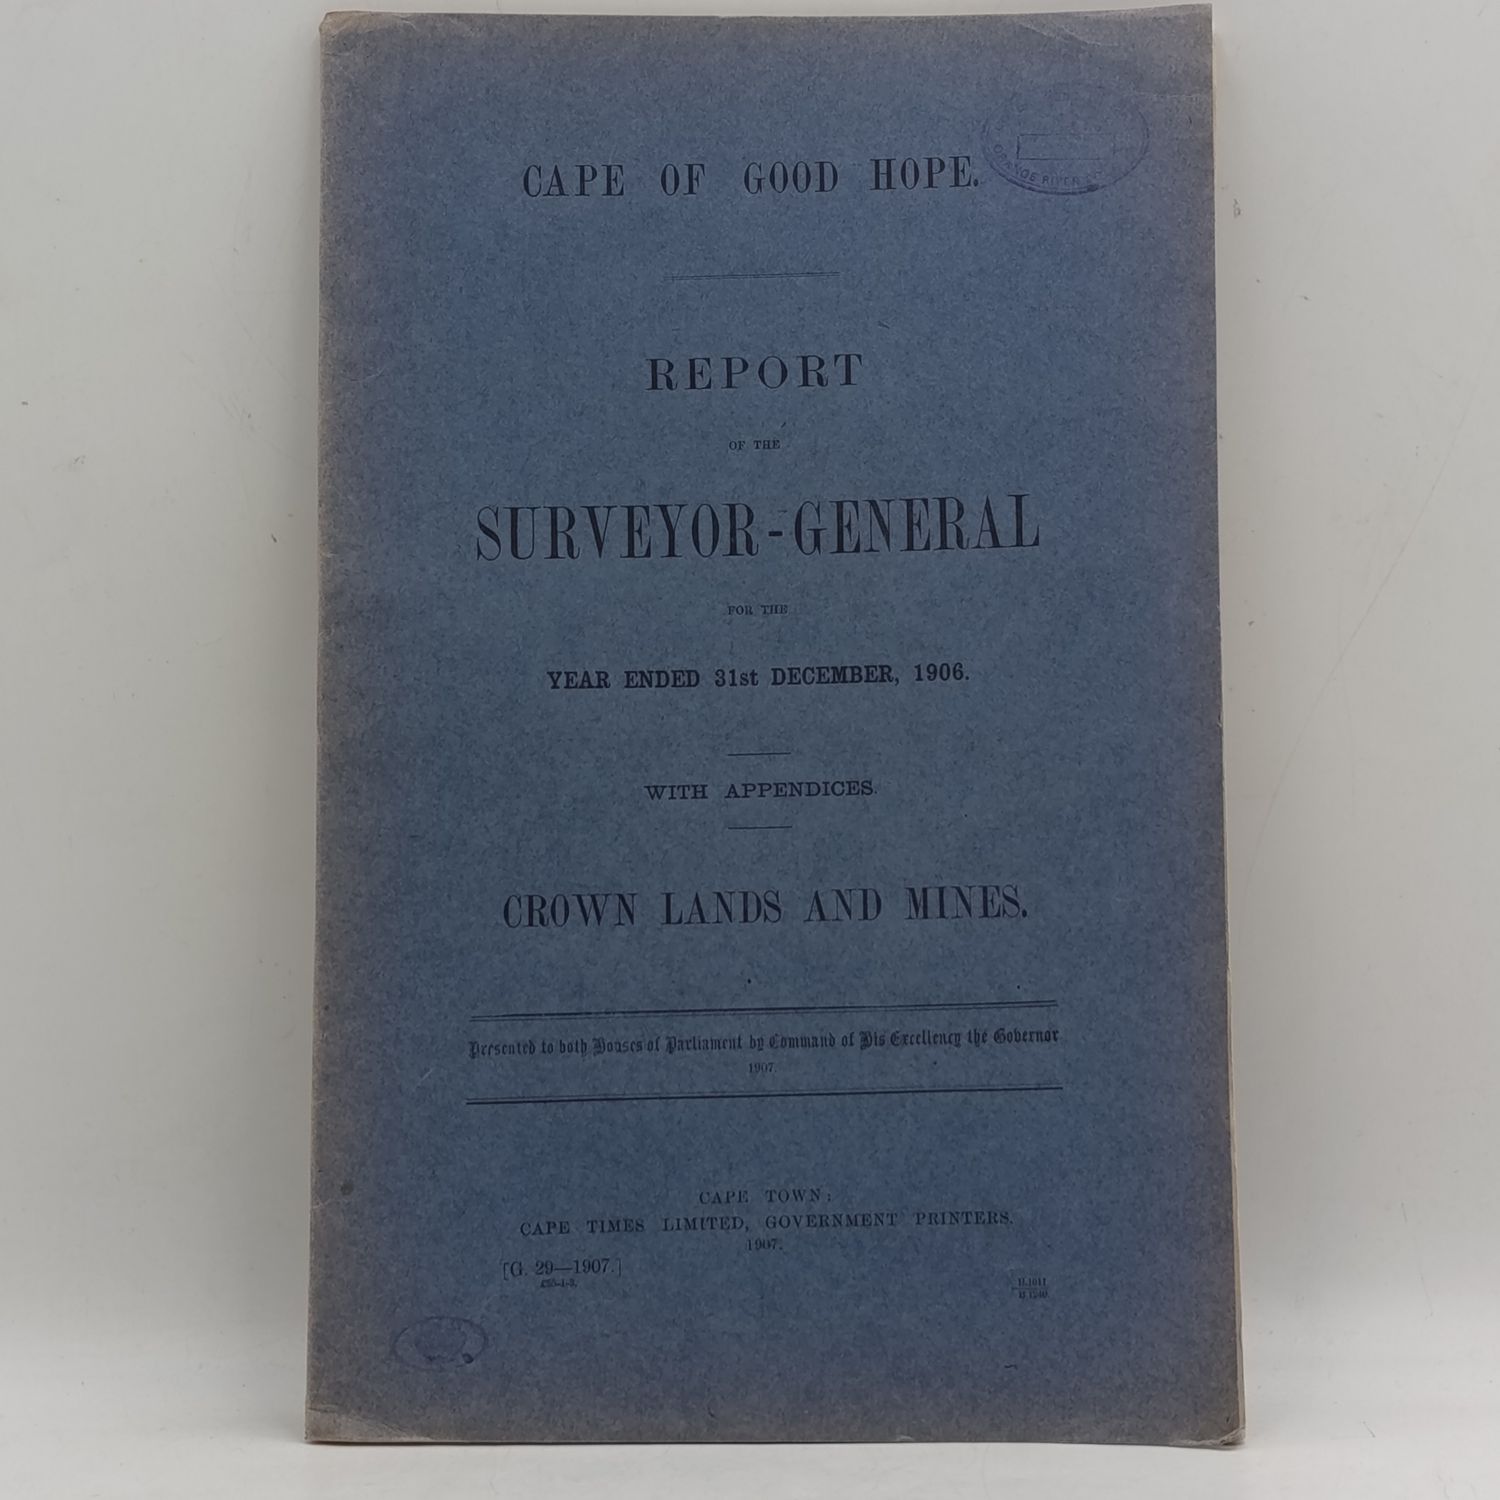 CAPE OF GOOD HOPE.
ORANGE RIVER
REPORT
OF THE
SURVEYOR-GENERAL
FOR THE
YEAR ENDED 31st DECEMBER, 1906.
WITH APPENDICES.
CROWN LANDS AND MINES.
Presented to both Houses of Parliament by Command of His Excellency the Governor
1907.
CAPE TOWN:
CAPE TIMES LIMITED, GOVERNMENT PRINTERS.
1907.
[G. 29—1907.]